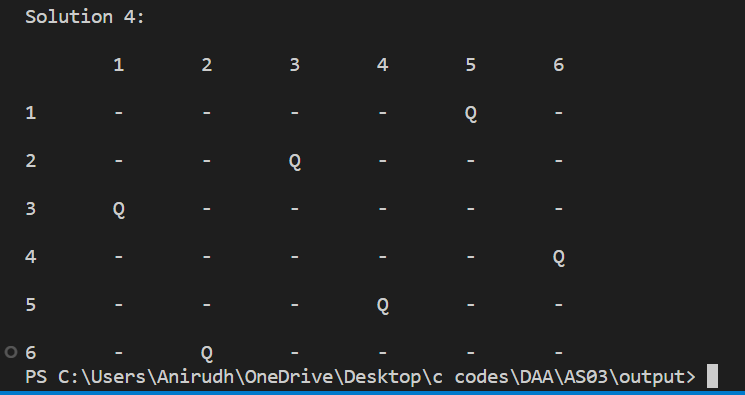 Solution 4:
1 2 3 4 5 6
1 - - - - Q -
2 - - Q - - -
3 Q - - - - -
4 - - - - - Q
5 - - - Q - -
6 - Q - - - -
PS C:\Users\Anirudh\OneDrive\Desktop\c codes\DAA\AS03\output>